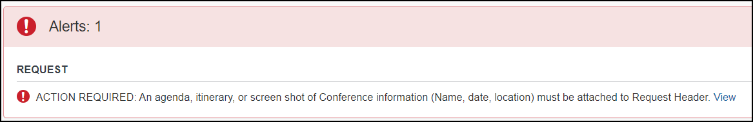 Alerts: 1
REQUEST
ACTION REQUIRED: An agenda, itinerary, or screen shot of Conference information (Name, date, location) must be attached to Request Header. View